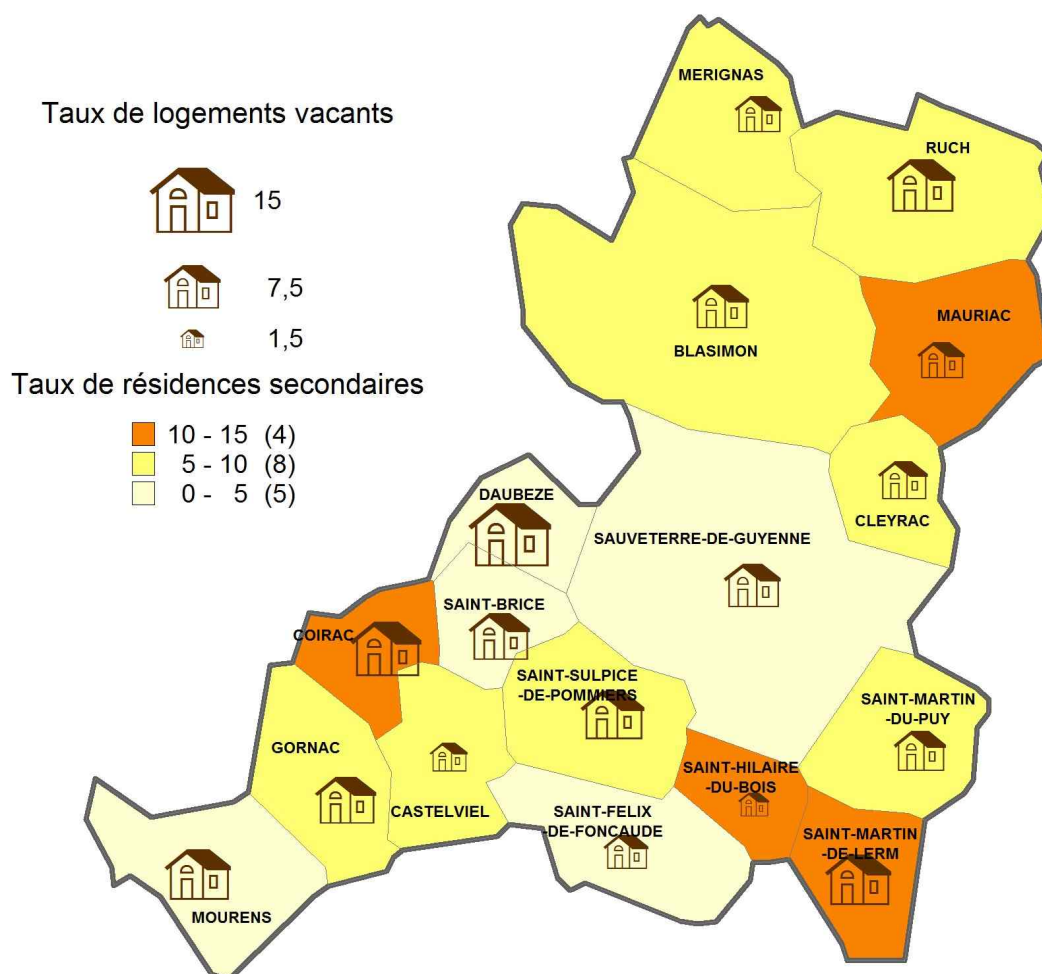 Taux de logements vacants
15
7,5
1,5
Taux de résidences secondaires
10 - 15 (4)
5 - 10 (8)
0 - 5 (5)
MERIGNAS
RUCH
MAURIAC
BLASIMON
CLEYRAC
DAUBEZE
SAUVETERRE-DE-GUYENNE
SAINT-BRICE
COIRAC
SAINT-SULPICE
-DE-POMMIERS
SAINT-MARTIN
-DU-PUY
GORNAC
SAINT-HILAIRE
-DU-BOIS
CASTELVIEL
SAINT-FELIX
-DE-FONCAUDE
SAINT-MARTIN
-DE-LERM
MOURENS